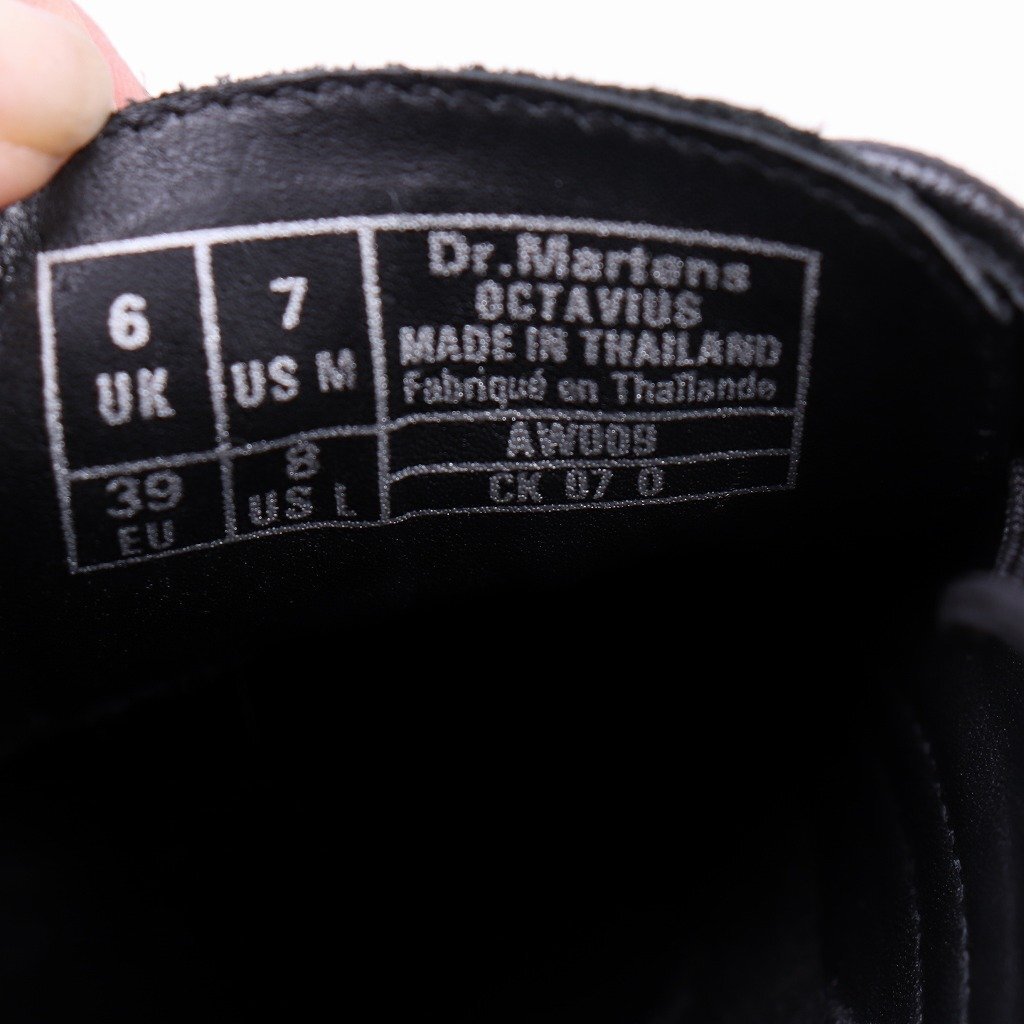 6
UK
7
US M
39
EU
8
US L
Dr.Martens
OCTAVIUS
MADE IN THAILAND
Fabriqué en Thaïlande
AW009
CK 07 0